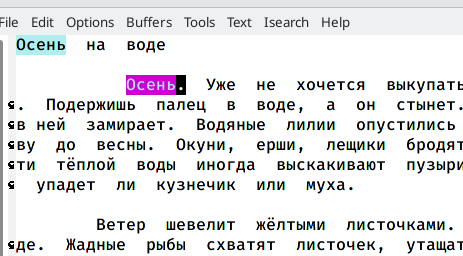 File Edit Options Buffers Tools Text Isearch Help
Осень на воде
Осень. Уже не хочется выкупать
. Подержишь палец в воде, а он стынет.
в ней замирает. Водяные лилии опустились
ву до весны. Окуни, ерши, лещики бродят
ти тёплой воды иногда выскакивают пузыри
упадет ли кузнечик или муха.
Ветер шевелит жёлтыми листочками.
де. Жадные рыбы схватят листочек, утащат